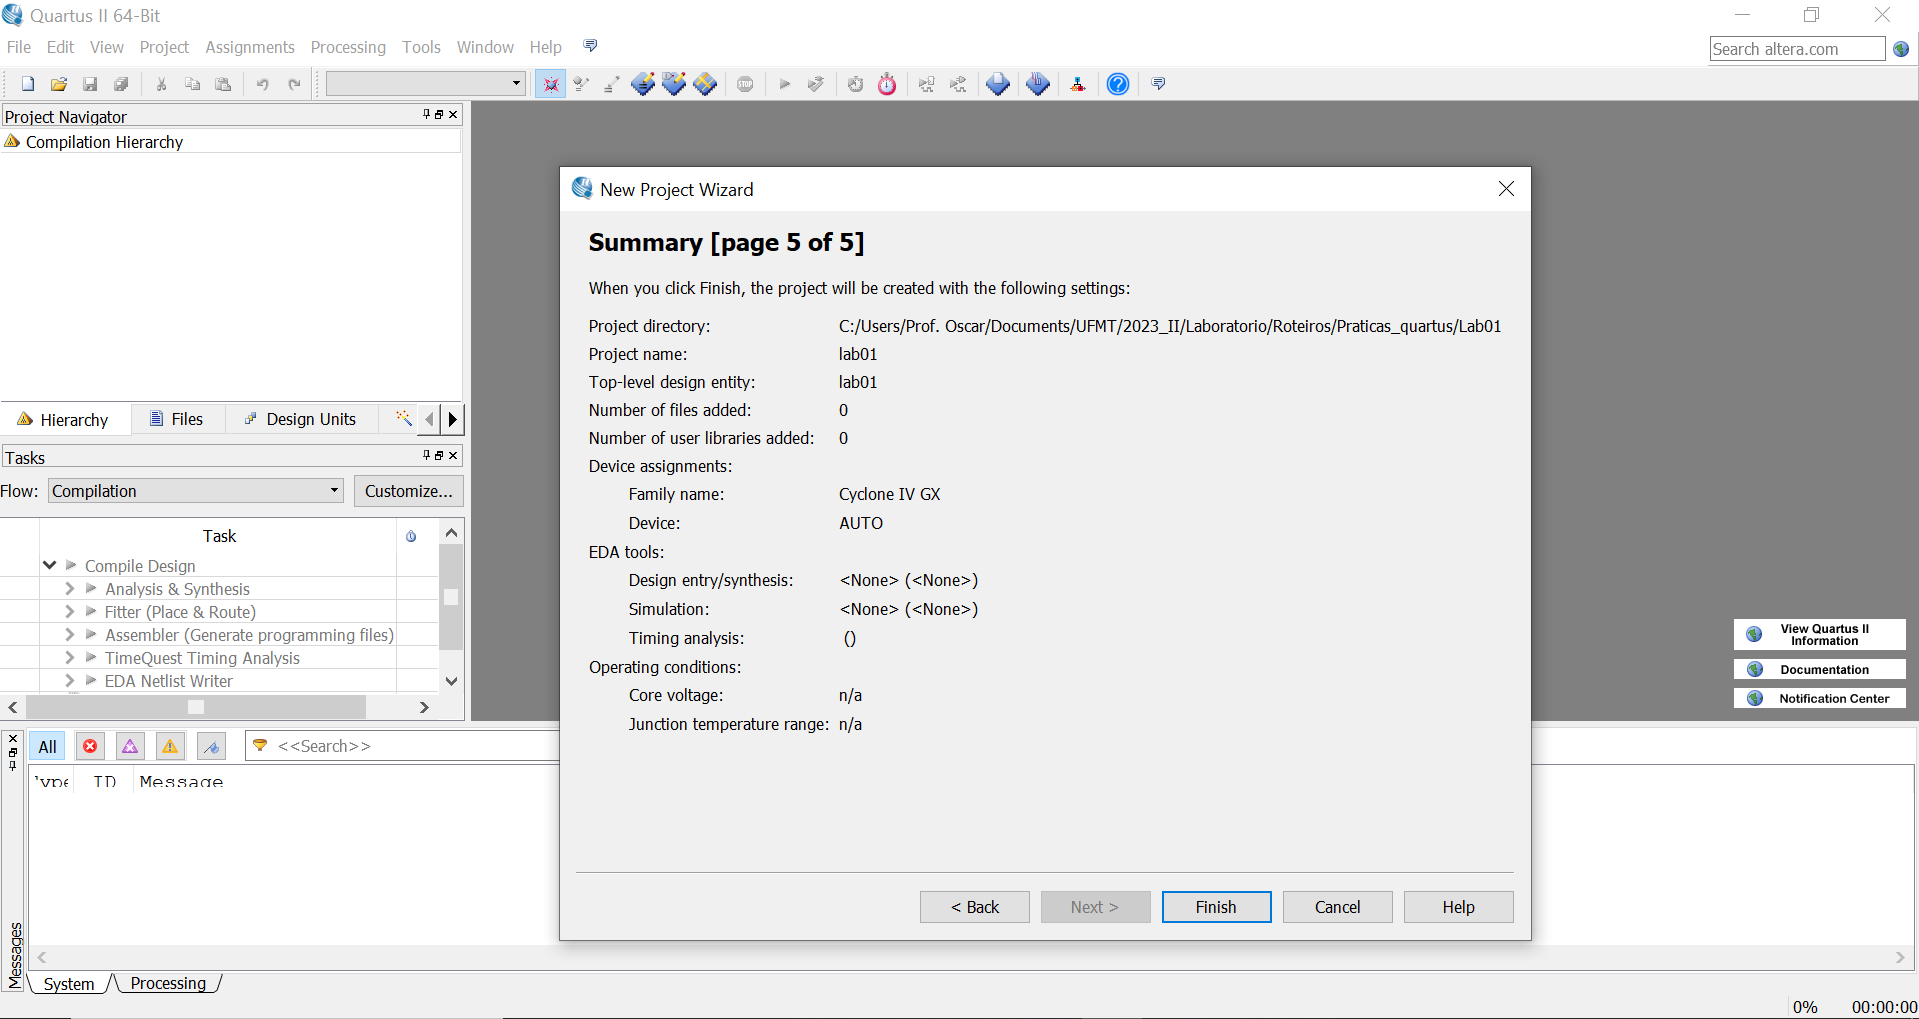 Quartus II 64-Bit
File Edit View Project Assignments Processing Tools Window Help
Search altera.com
STOP
Project Navigator
Compilation Hierarchy
Hierarchy Files Design Units
Tasks
Flow: Compilation Customize...
Task
Compile Design
Analysis & Synthesis
Fitter (Place & Route)
Assembler (Generate programming files)
TimeQuest Timing Analysis
EDA Netlist Writer
New Project Wizard
Summary [page 5 of 5]
When you click Finish, the project will be created with the following settings:
Project directory: C:/Users/Prof. Oscar/Documents/UFMT/2023_II/Laboratorio/Roteiros/Praticas_quartus/Lab01
Project name: lab01
Top-level design entity: lab01
Number of files added: 0
Number of user libraries added: 0
Device assignments:
Family name: Cyclone IV GX
Device: AUTO
EDA tools:
Design entry/synthesis: <None> (<None>)
Simulation: <None> (<None>)
Timing analysis: ()
Operating conditions:
Core voltage: n/a
Junction temperature range: n/a
< Back Next > Finish Cancel Help
View Quartus II
Information
Documentation
Notification Center
All <<Search>>
Type ID Message
Messages
System Processing
0% 00:00:00